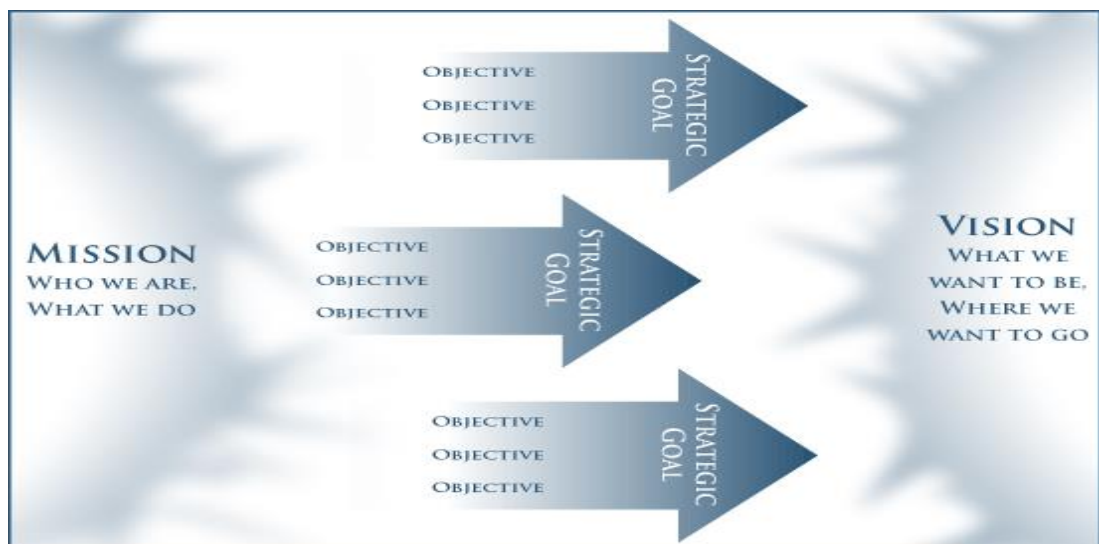 MISSION
WHO WE ARE,
WHAT WE DO
OBJECTIVE
OBJECTIVE
OBJECTIVE
STRATEGIC
GOAL
OBJECTIVE
OBJECTIVE
OBJECTIVE
STRATEGIC
GOAL
OBJECTIVE
OBJECTIVE
OBJECTIVE
STRATEGIC
GOAL
VISION
WHAT WE
WANT TO BE,
WHERE WE
WANT TO GO